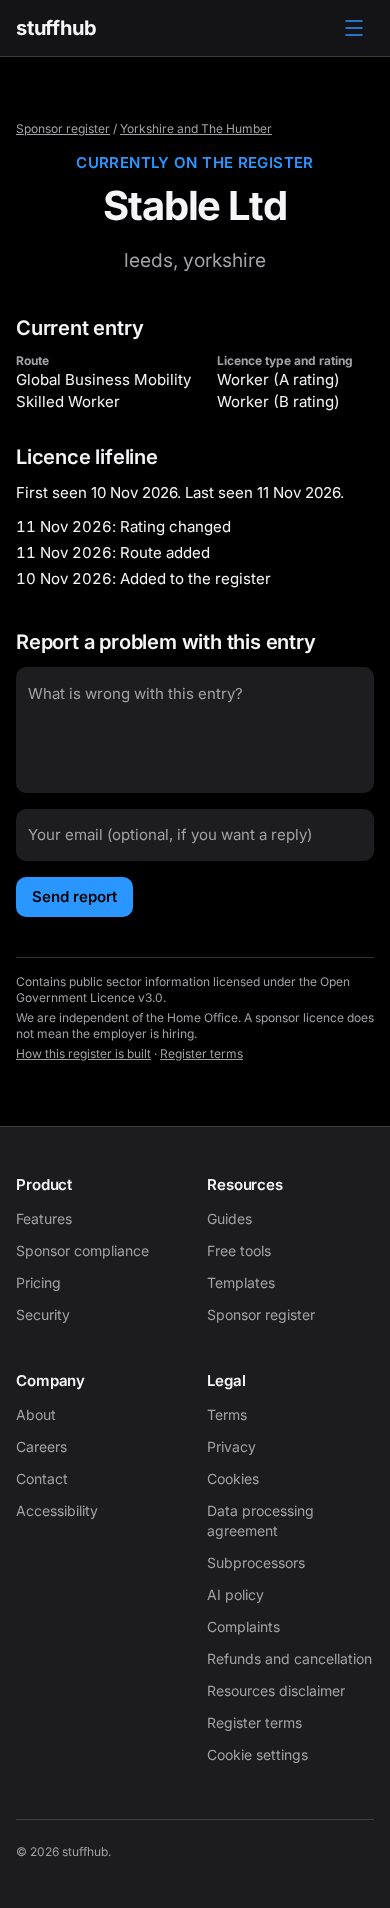 stuffhub
Sponsor register / Yorkshire and The Humber
CURRENTLY ON THE REGISTER
Stable Ltd
leeds, yorkshire
Current entry
Route
Licence type and rating
Global Business Mobility
Worker (A rating)
Skilled Worker
Worker (B rating)
Licence lifeline
First seen 10 Nov 2026. Last seen 11 Nov 2026.
11 Nov 2026: Rating changed
11 Nov 2026: Route added
10 Nov 2026: Added to the register
Report a problem with this entry
What is wrong with this entry?
Your email (optional, if you want a reply)
Send report
Contains public sector information licensed under the Open
Government Licence v3.0.
We are independent of the Home Office. A sponsor licence does
not mean the employer is hiring.
How this register is built · Register terms
Product
Features
Sponsor compliance
Pricing
Security
Resources
Guides
Free tools
Templates
Sponsor register
Company
About
Careers
Contact
Accessibility
Legal
Terms
Privacy
Cookies
Data processing
agreement
Subprocessors
AI policy
Complaints
Refunds and cancellation
Resources disclaimer
Register terms
Cookie settings
© 2026 stuffhub.